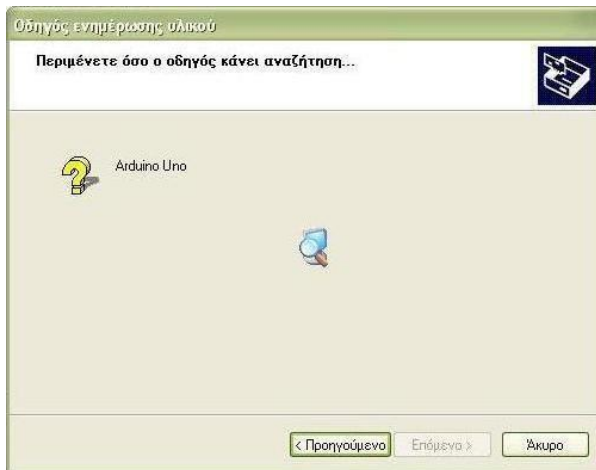 Οδηγός ενημέρωσης υλικού
Περιμένετε όσο ο οδηγός κάνει αναζήτηση...
Arduino Uno
< Προηγούμενο
Επόμενο >
Άκυρο